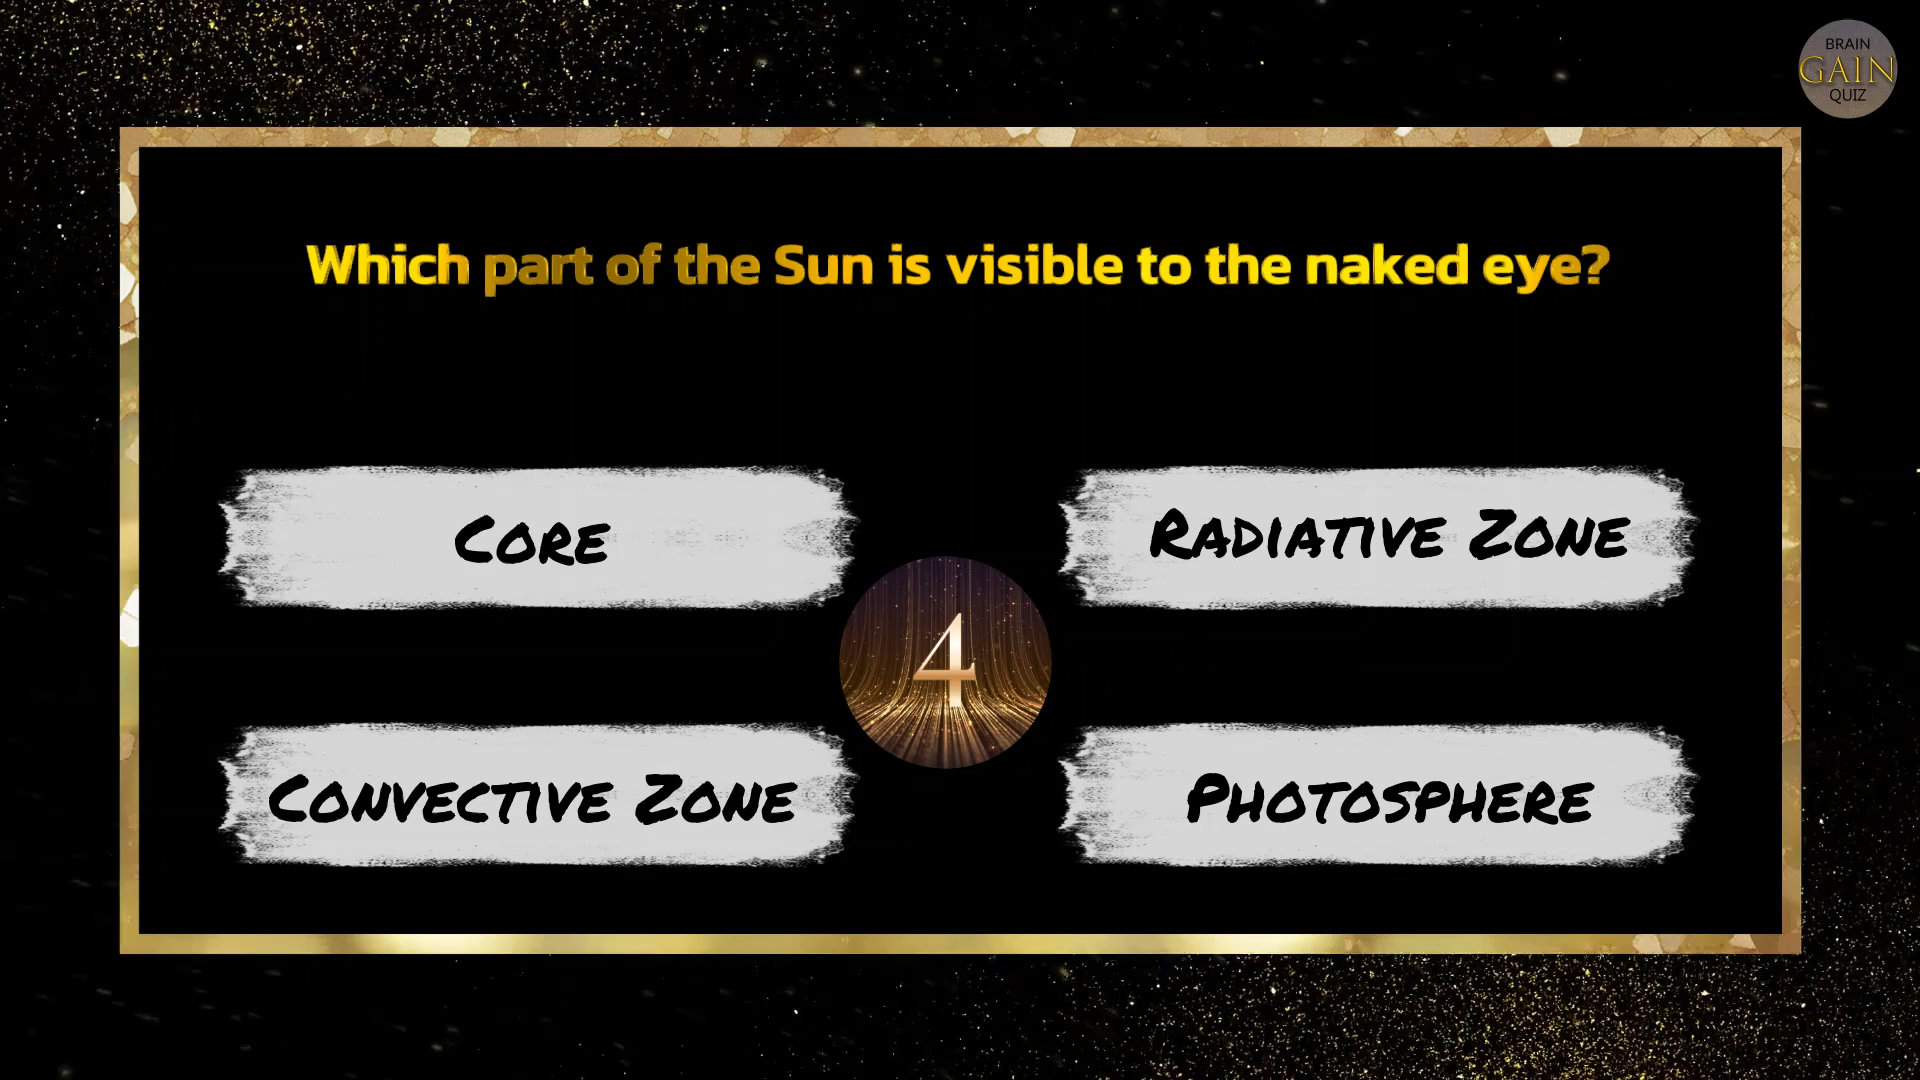 BRAIN
GAIN
QUIZ
Which part of the Sun is visible to the naked eye?
CORE
RADIATIVE ZONE
4
CONVECTIVE ZONE
PHOTOSPHERE